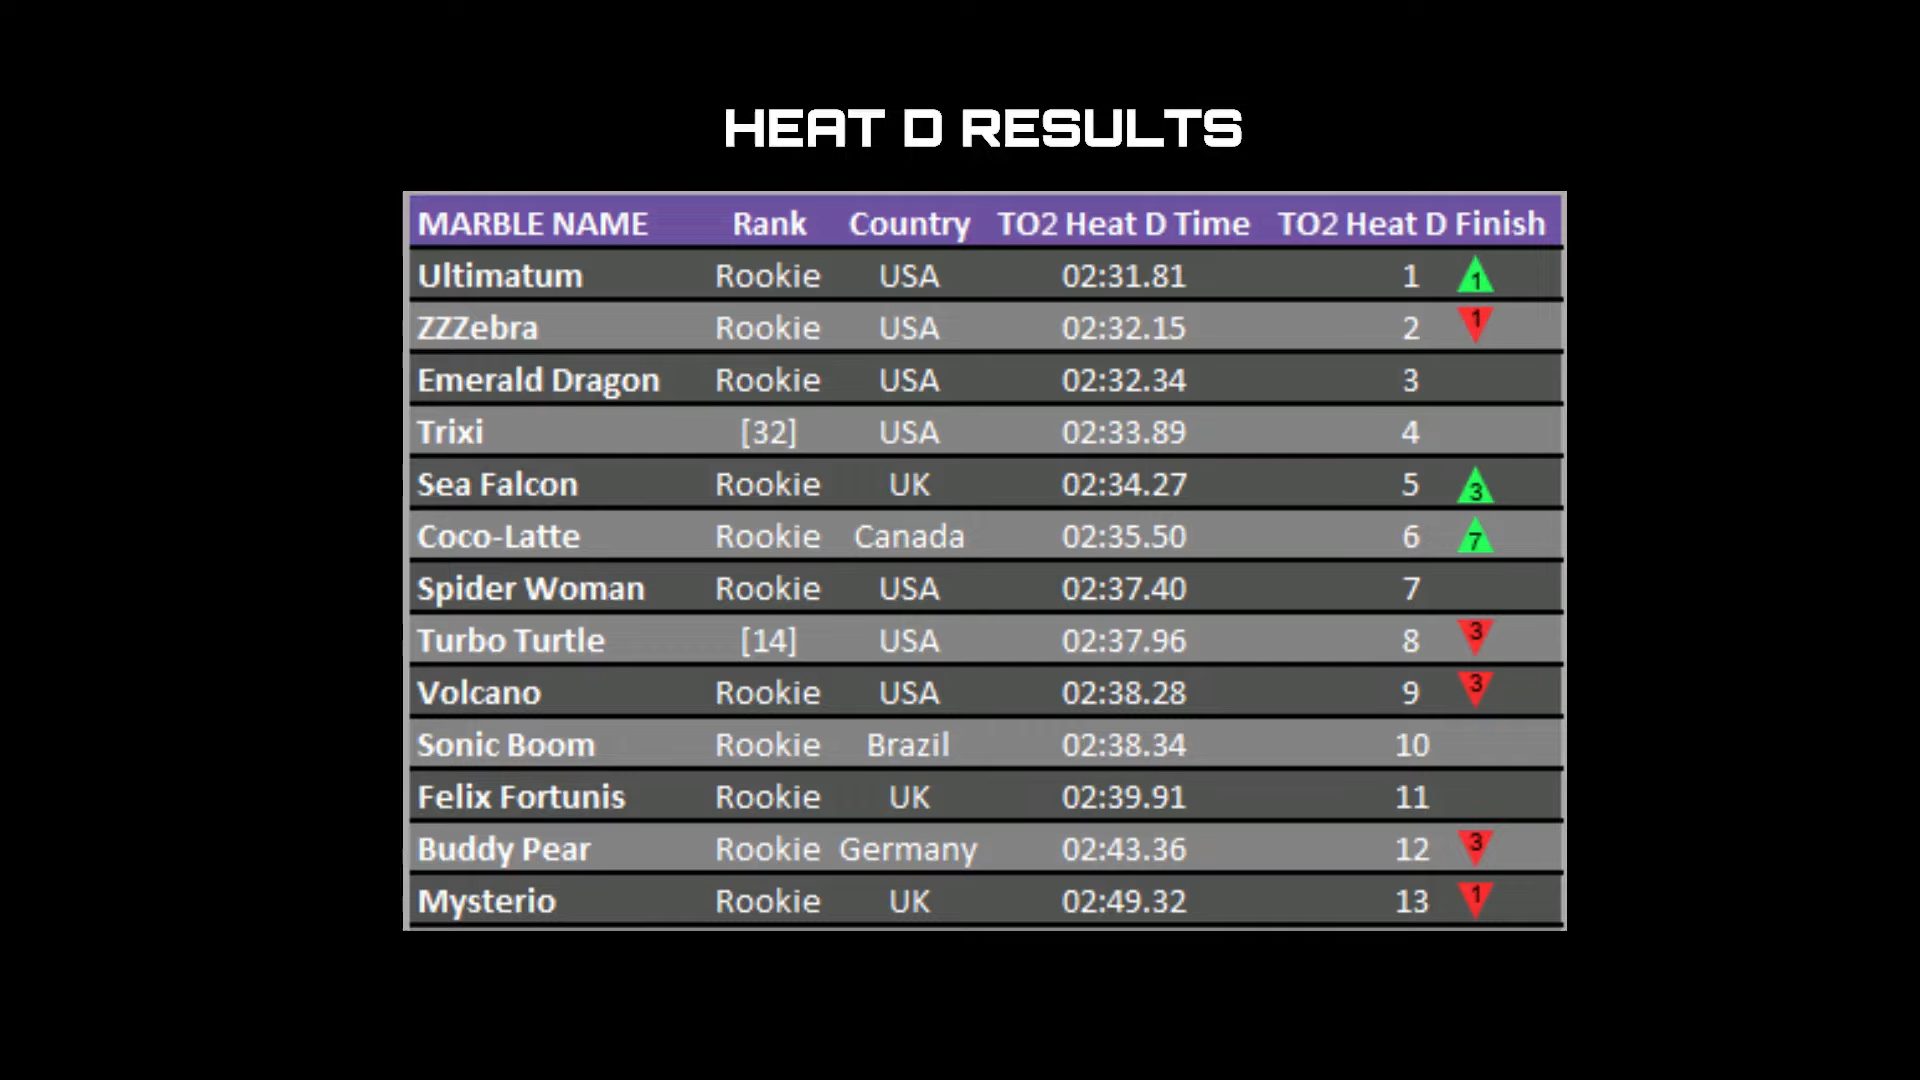 HEAT D RESULTS
MARBLE NAME Rank Country TO2 Heat D Time TO2 Heat D Finish
Ultimatum Rookie USA 02:31.81 1 1
ZZZebra Rookie USA 02:32.15 2 1
Emerald Dragon Rookie USA 02:32.34 3
Trixi [32] USA 02:33.89 4
Sea Falcon Rookie UK 02:34.27 5 3
Coco-Latte Rookie Canada 02:35.50 6 7
Spider Woman Rookie USA 02:37.40 7
Turbo Turtle [14] USA 02:37.96 8 3
Volcano Rookie USA 02:38.28 9 3
Sonic Boom Rookie Brazil 02:38.34 10
Felix Fortunis Rookie UK 02:39.91 11
Buddy Pear Rookie Germany 02:43.36 12 3
Mysterio Rookie UK 02:49.32 13 1